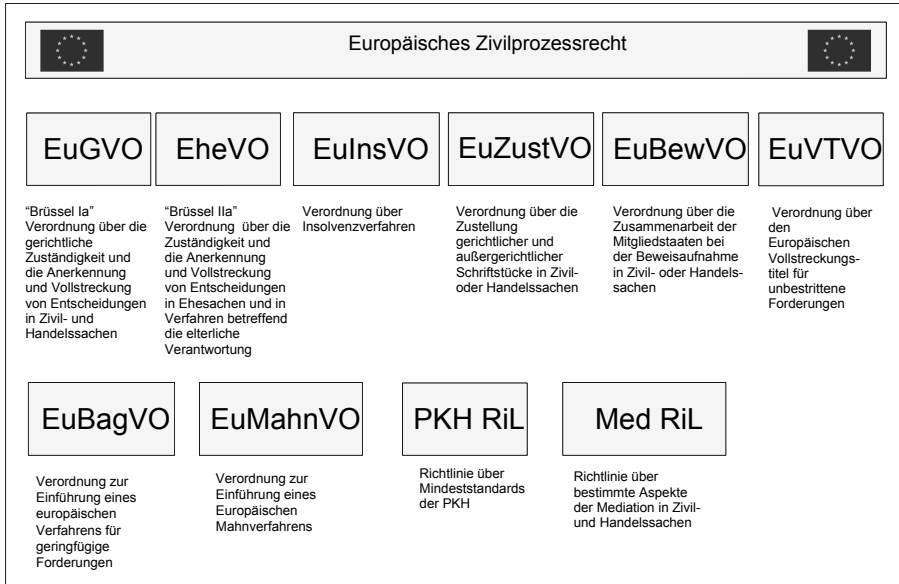 Europäisches Zivilprozessrecht
EuGVO
"Brüssel Ia"
Verordnung über die
gerichtliche
Zuständigkeit und
die Anerkennung
und Vollstreckung
von Entscheidungen
in Zivil- und
Handelssachen
EheVO
"Brüssel IIa"
Verordnung über die
Zuständigkeit und
die Anerkennung
und Vollstreckung
von Entscheidungen
in Ehesachen und in
Verfahren betreffend
die elterliche
Verantwortung
EuInsVO
Verordnung über
Insolvenzverfahren
EuZustVO
Verordnung über die
Zustellung
gerichtlicher und
außergerichtlicher
Schriftstücke in Zivil-
oder Handelssachen
EuBewVO
Verordnung über die
Zusammenarbeit der
Mitgliedstaaten bei
der Beweisaufnahme
in Zivil- oder Handels-
sachen
EuVTVO
Verordnung über
den
Europäischen
Vollstreckungs-
titel für
unbestrittene
Forderungen
EuBagVO
Verordnung zur
Einführung eines
europäischen
Verfahrens für
geringfügige
Forderungen
EuMahnVO
Verordnung zur
Einführung eines
Europäischen
Mahnverfahrens
PKH RiL
Richtlinie über
Mindeststandards
der PKH
Med RiL
Richtlinie über
bestimmte Aspekte
der Mediation in Zivil-
und Handelssachen